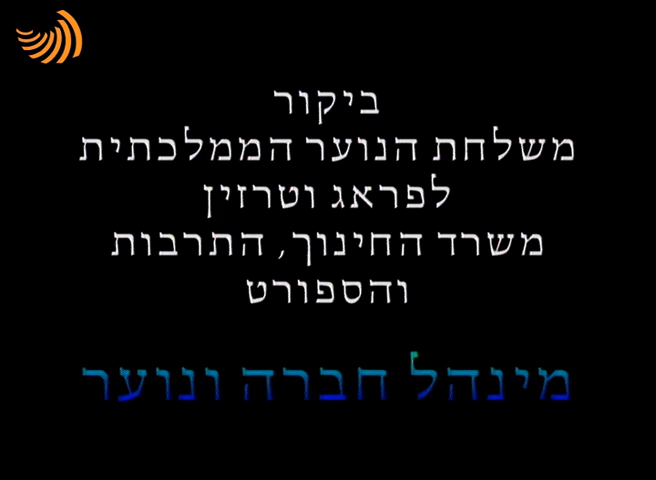 ביקור
משלחת הנוער הממלכתית
לפראג וטרזין
משרד החינוך, התרבות
והספורט
מינהל חברה ונוער